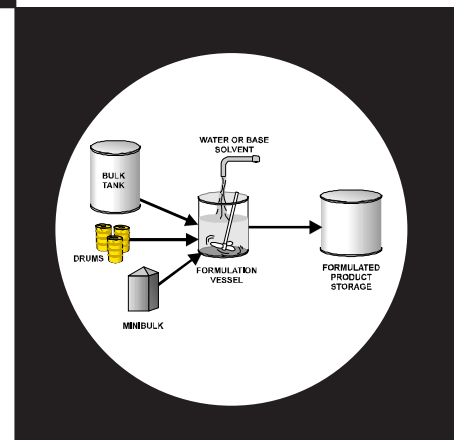 WATER OR BASE
SOLVENT
BULK
TANK
DRUMS
FORMULATION
VESSEL
MINIBULK
FORMULATED
PRODUCT
STORAGE